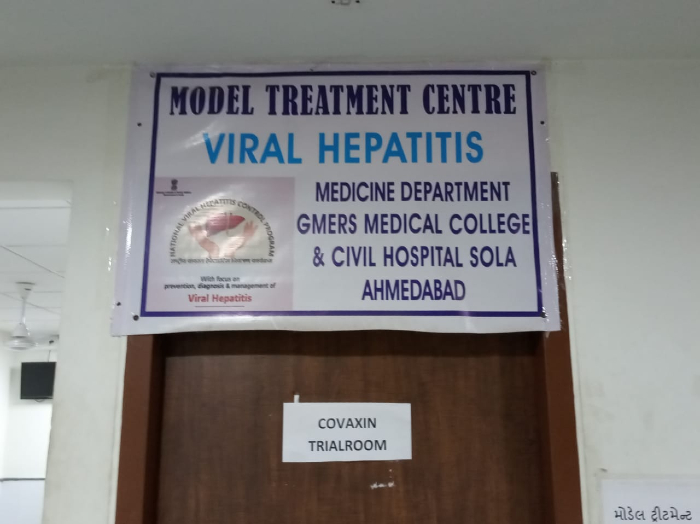 MODEL TREATMENT CENTRE
VIRAL HEPATITIS
MEDICINE DEPARTMENT
GMERS MEDICAL COLLEGE
& CIVIL HOSPITAL SOLA
AHMEDABAD
NATIONAL VIRAL HEPATITIS CONTROL PROGRAM
With focus on
prevention, diagnosis & management of
Viral Hepatitis
COVAXIN
TRIALROOM
મોડેલ ટ્રીટમેન્ટ